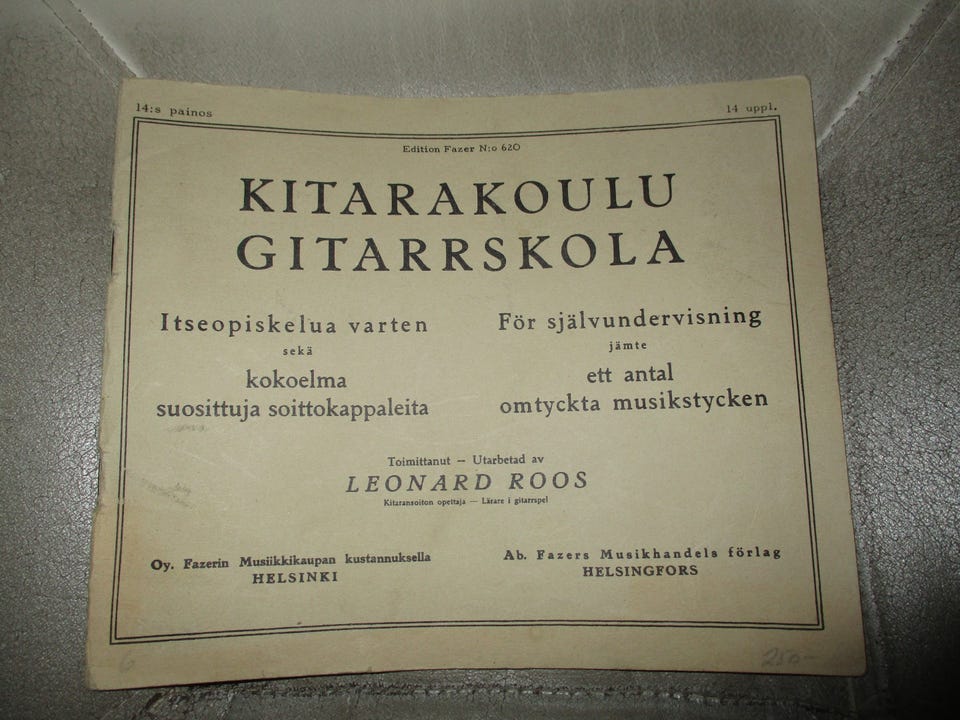 14:s painos
14 uppl.
Edition Fazer N:o 620
KITARAKOULU
GITARRSKOLA
Itseopiskelua varten
sekä
kokoelma
suosittuja soittokappaleita
För självundervisning
jämte
ett antal
omtyckta musikstycken
Toimittanut — Utarbetad av
LEONARD ROOS
Kitaransoiton opettaja — Lärare i gitarrspel
Oy. Fazerin Musiikkikaupan kustannuksella
HELSINKI
Ab. Fazers Musikhandels förlag
HELSINGFORS
6
250—